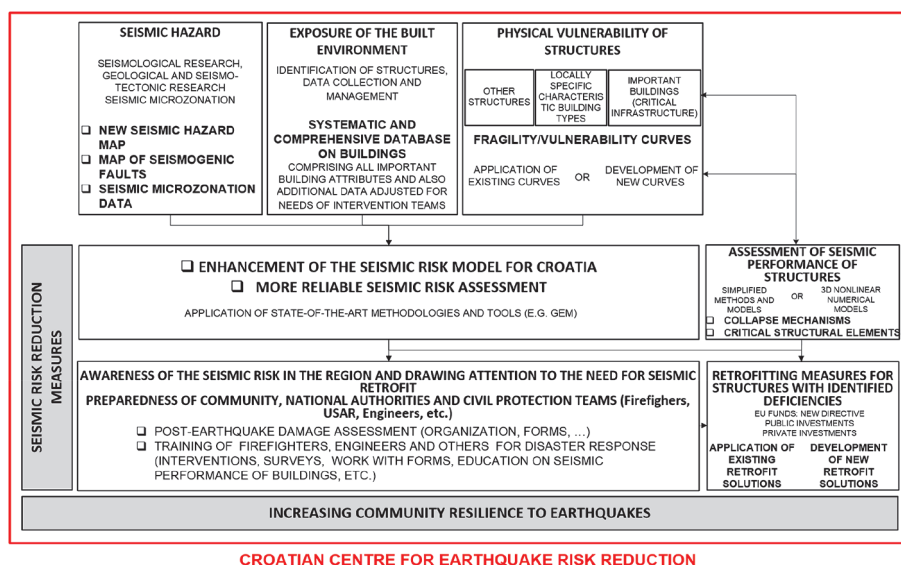 SEISMIC HAZARD
SEISMOLOGICAL RESEARCH,
GEOLOGICAL AND SEISMO-
TECTONIC RESEARCH
SEISMIC MICROZONATION
❑ NEW SEISMIC HAZARD
MAP
❑ MAP OF SEISMOGENIC
FAULTS
❑ SEISMIC MICROZONATION
DATA
EXPOSURE OF THE BUILT
ENVIRONMENT
IDENTIFICATION OF STRUCTURES,
DATA COLLECTION AND
MANAGEMENT
SYSTEMATIC AND
COMPREHENSIVE DATABASE
ON BUILDINGS
COMPRISING ALL IMPORTANT
BUILDING ATTRIBUTES AND ALSO
ADDITIONAL DATA ADJUSTED FOR
NEEDS OF INTERVENTION TEAMS
PHYSICAL VULNERABILITY OF
STRUCTURES
OTHER
STRUCTURES
LOCALLY
SPECIFIC
CHARACTERIS
TIC BUILDING
TYPES
IMPORTANT
BUILDINGS
(CRITICAL
INFRASTRUCTURE)
FRAGILITY/VULNERABILITY CURVES
APPLICATION OF
EXISTING CURVES
OR
DEVELOPMENT OF
NEW CURVES
SEISMIC RISK REDUCTION
MEASURES
❑ ENHANCEMENT OF THE SEISMIC RISK MODEL FOR CROATIA
❑ MORE RELIABLE SEISMIC RISK ASSESSMENT
APPLICATION OF STATE-OF-THE-ART METHODOLOGIES AND TOOLS (E.G. GEM)
ASSESSMENT OF SEISMIC
PERFORMANCE OF
STRUCTURES
SIMPLIFIED
METHODS AND
MODELS
OR
3D NONLINEAR
NUMERICAL
MODELS
❑ COLLAPSE MECHANISMS
❑ CRITICAL STRUCTURAL ELEMENTS
AWARENESS OF THE SEISMIC RISK IN THE REGION AND DRAWING ATTENTION TO THE NEED FOR SEISMIC
RETROFIT
PREPAREDNESS OF COMMUNITY, NATIONAL AUTHORITIES AND CIVIL PROTECTION TEAMS (Firefighers,
USAR, Engineers, etc.)
❑ POST-EARTHQUAKE DAMAGE ASSESSMENT (ORGANIZATION, FORMS, ...)
❑ TRAINING OF FIREFIGHTERS, ENGINEERS AND OTHERS FOR DISASTER RESPONSE
(INTERVENTIONS, SURVEYS, WORK WITH FORMS, EDUCATION ON SEISMIC
PERFORMANCE OF BUILDINGS, ETC.)
RETROFITTING MEASURES FOR
STRUCTURES WITH IDENTIFIED
DEFICIENCIES
EU FUNDS: NEW DIRECTIVE
PUBLIC INVESTMENTS
PRIVATE INVESTMENTS
APPLICATION OF
EXISTING
RETROFIT
SOLUTIONS
DEVELOPMENT
OF NEW
RETROFIT
SOLUTIONS
INCREASING COMMUNITY RESILIENCE TO EARTHQUAKES
CROATIAN CENTRE FOR EARTHQUAKE RISK REDUCTION